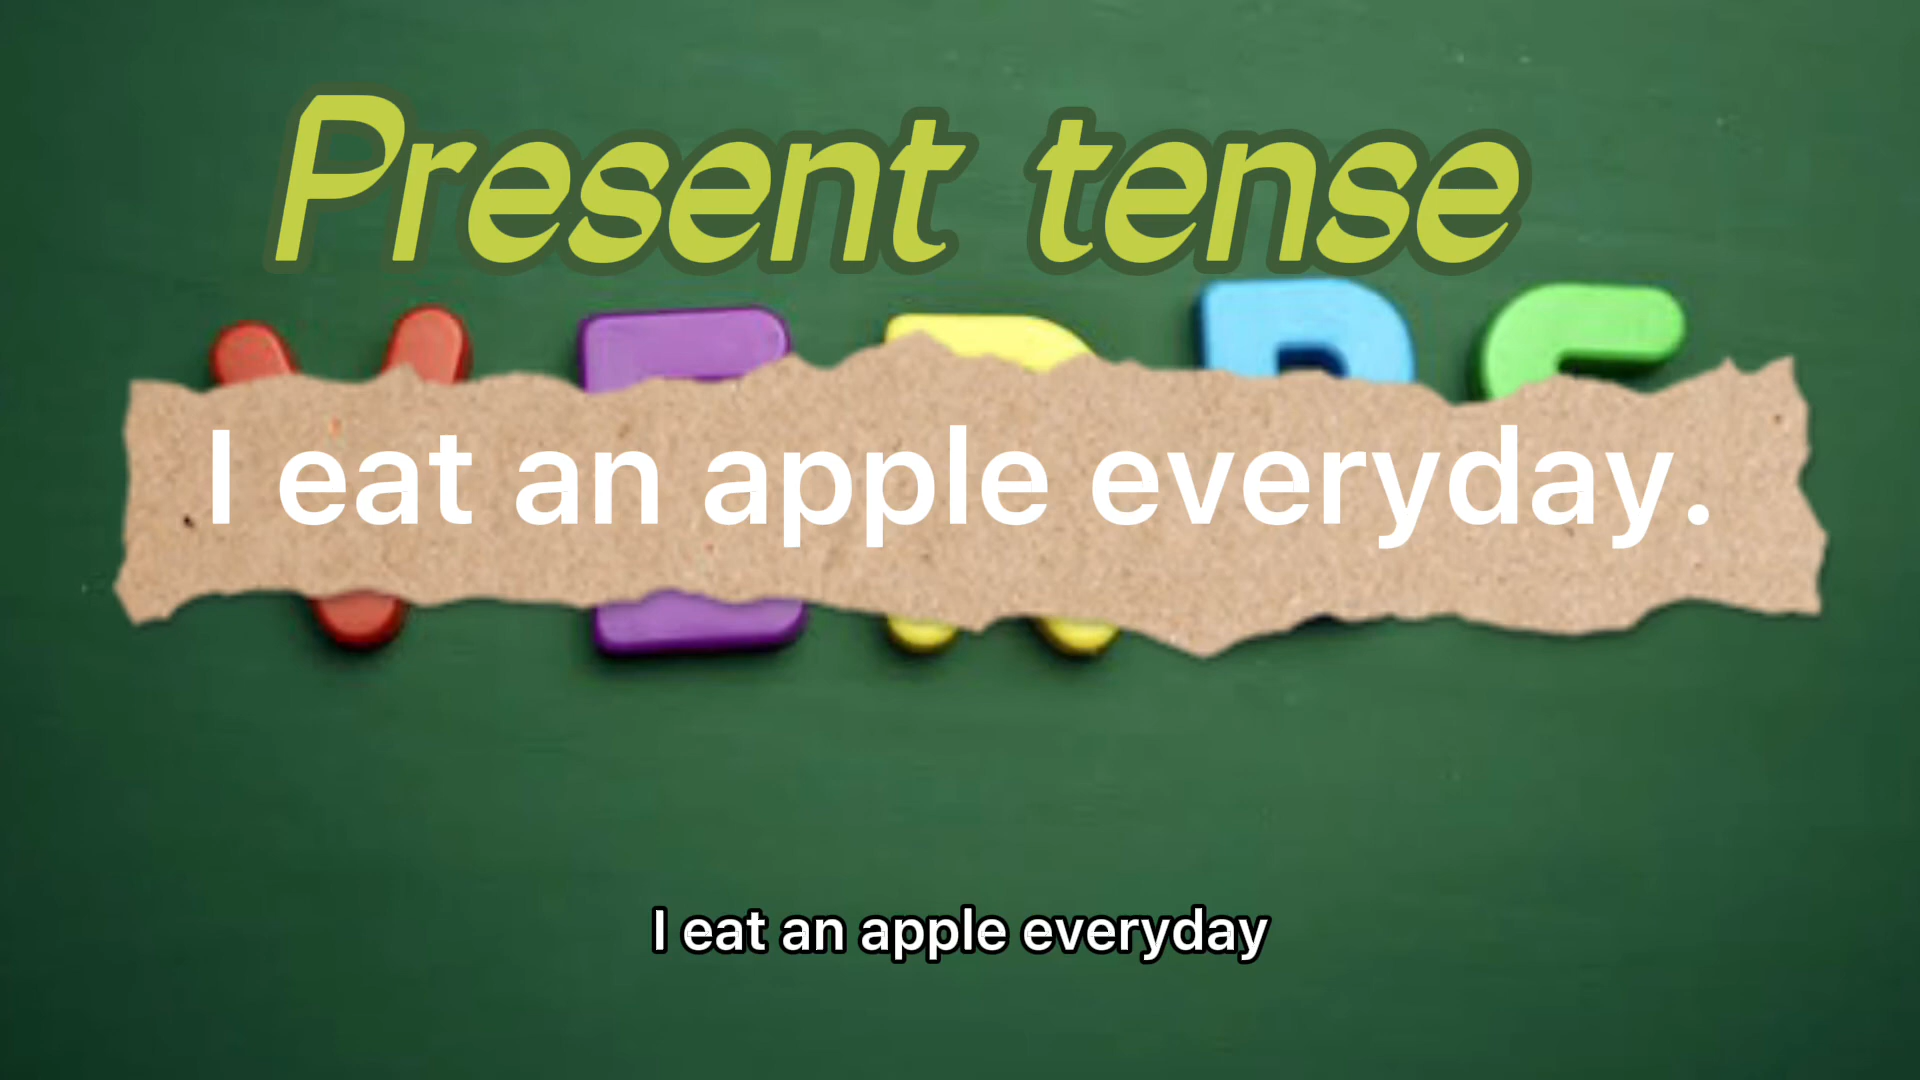 Present tense
I eat an apple everyday.
I eat an apple everyday